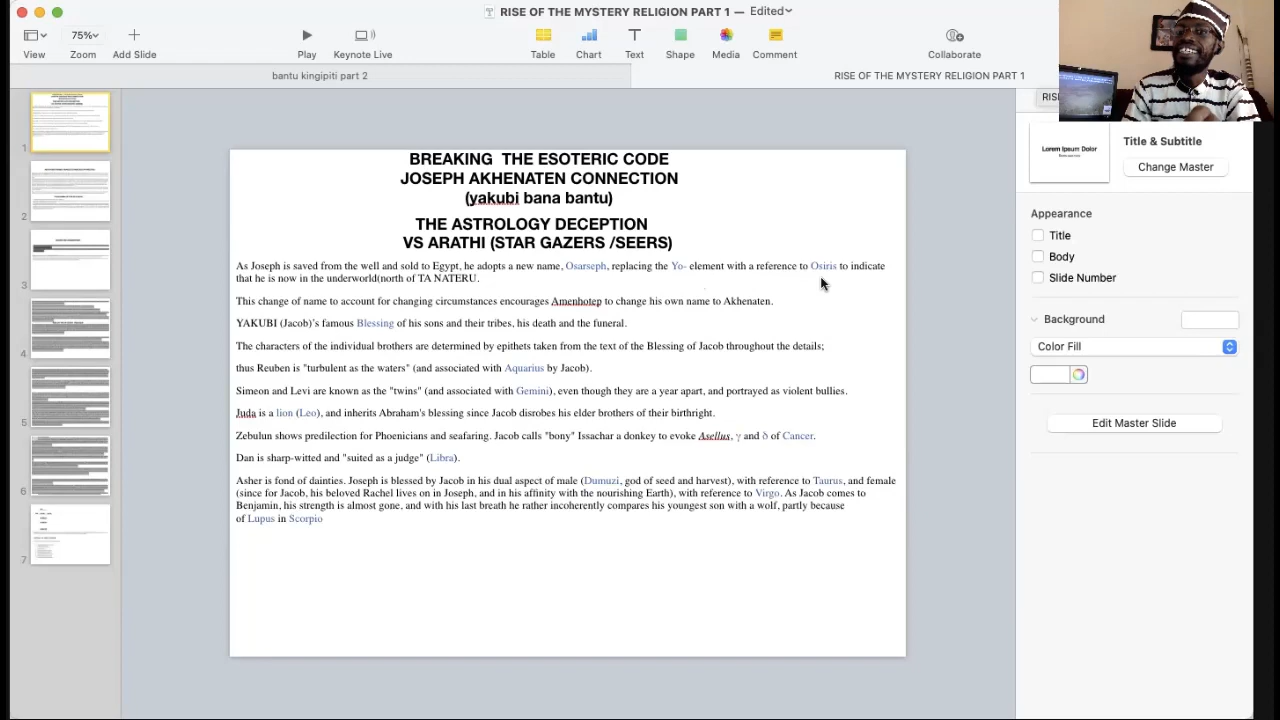 RISE OF THE MYSTERY RELIGION PART 1 — Edited
75%
View
Zoom
Add Slide
Play
Keynote Live
Table
Chart
Text
Shape
Media
Comment
Collaborate
bantu kingipiti part 2
RISE OF THE MYSTERY RELIGION PART 1
RIS
BREAKING THE ESOTERIC CODE
JOSEPH AKHENATEN CONNECTION
(yakubi bana bantu)
THE ASTROLOGY DECEPTION
VS ARATHI (STAR GAZERS /SEERS)
As Joseph is saved from the well and sold to Egypt, he adopts a new name, Osarseph, replacing the Yo- element with a reference to Osiris to indicate
that he is now in the underworld(north of TA NATERU.
This change of name to account for changing circumstances encourages Amenhotep to change his own name to Akhenaten.
YAKUBI (Jacob)'s famous Blessing of his sons and their tribes, his death and the funeral.
The characters of the individual brothers are determined by epithets taken from the text of the Blessing of Jacob throughout the details;
thus Reuben is "turbulent as the waters" (and associated with Aquarius by Jacob).
Simeon and Levi are known as the "twins" (and associated with Gemini), even though they are a year apart, and portrayed as violent bullies.
Juda is a lion (Leo), and inherits Abraham's blessing since Jacob disrobes his elder brothers of their birthright.
Zebulun shows predilection for Phoenicians and seafaring. Jacob calls "bony" Issachar a donkey to evoke Asellus, γ and δ of Cancer.
Dan is sharp-witted and "suited as a judge" (Libra).
Asher is fond of dainties. Joseph is blessed by Jacob in his dual aspect of male (Dumuzi, god of seed and harvest), with reference to Taurus, and female
(since for Jacob, his beloved Rachel lives on in Joseph, and in his affinity with the nourishing Earth), with reference to Virgo. As Jacob comes to
Benjamin, his strength is almost gone, and with his last breath he rather incoherently compares his youngest son with a wolf, partly because
of Lupus in Scorpio
1
2
3
4
5
6
7
Lorem Ipsum Dolor
Title & Subtitle
Change Master
Appearance
Title
Body
Slide Number
Background
Color Fill
Edit Master Slide